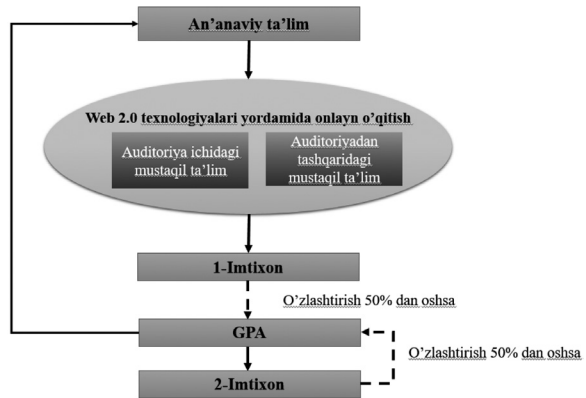 An’anaviy ta’lim
Web 2.0 texnologiyalari yordamida onlayn o’qitish
Auditoriya ichidagi
mustaqil ta’lim
Auditoriyadan
tashqaridagi
mustaqil ta’lim
1-Imtixon
O’zlashtirish 50% dan oshsa
GPA
O’zlashtirish 50% dan oshsa
2-Imtixon